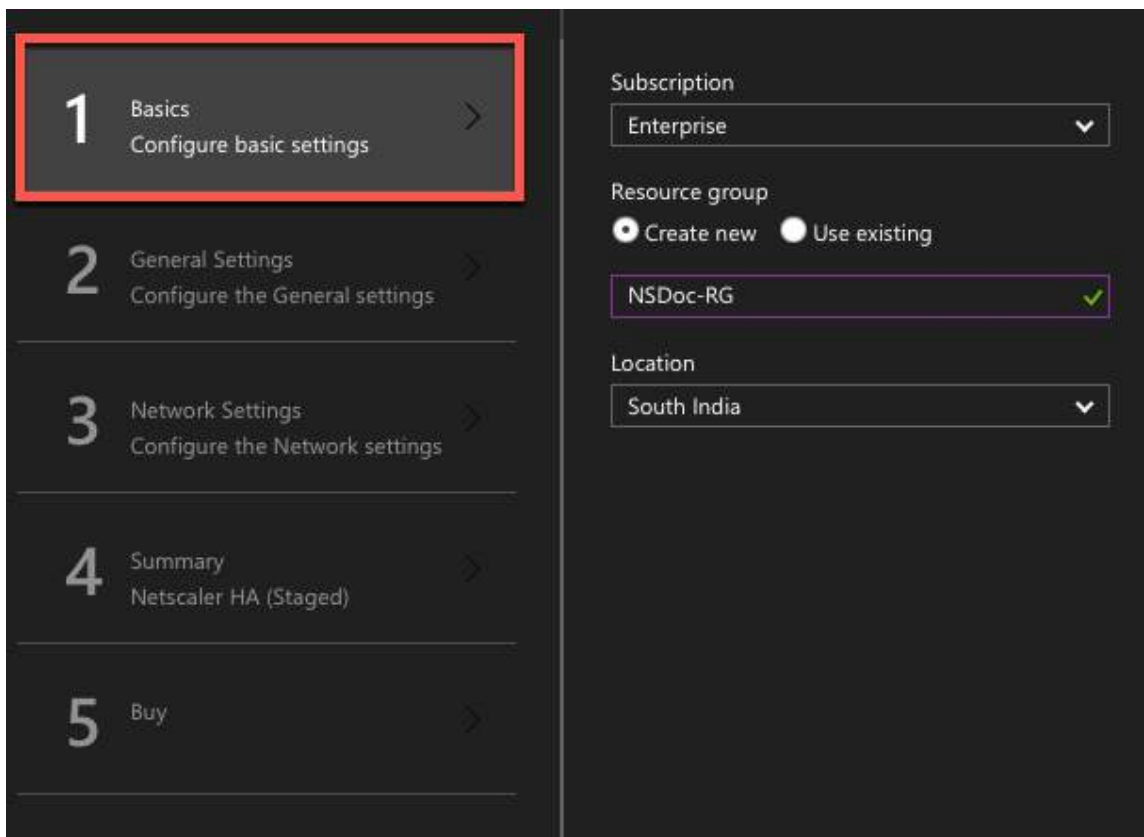 1
Basics
Configure basic settings
2
General Settings
Configure the General settings
3
Network Settings
Configure the Network settings
4
Summary
Netscaler HA (Staged)
5
Buy
Subscription
Enterprise
Resource group
Create new Use existing
NSDoc-RG
Location
South India